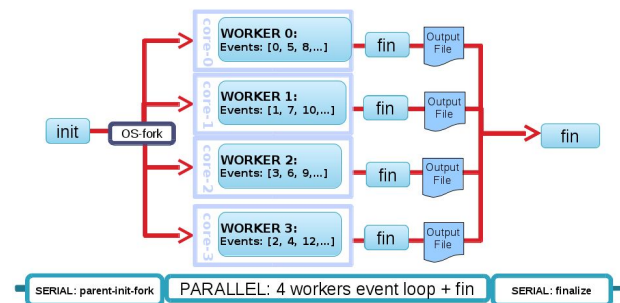 init
OS-fork
core-0
WORKER 0:
Events: [0, 5, 8,...]
fin
Output
File
core-1
WORKER 1:
Events: [1, 7, 10,...]
fin
Output
File
core-2
WORKER 2:
Events: [3, 6, 9,...]
fin
Output
File
core-3
WORKER 3:
Events: [2, 4, 12,...]
fin
Output
File
fin
SERIAL: parent-init-fork
PARALLEL: 4 workers event loop + fin
SERIAL: finalize